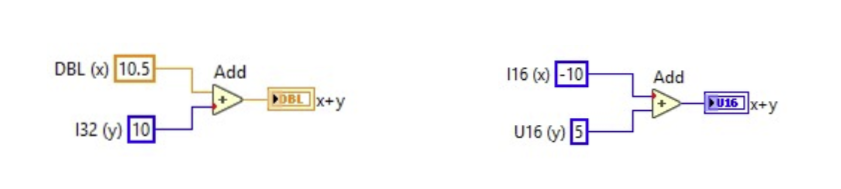 DBL (x) 10.5
Add
+
DBL x+y
I32 (y) 10
I16 (x) -10
Add
+
U16 x+y
U16 (y) 5